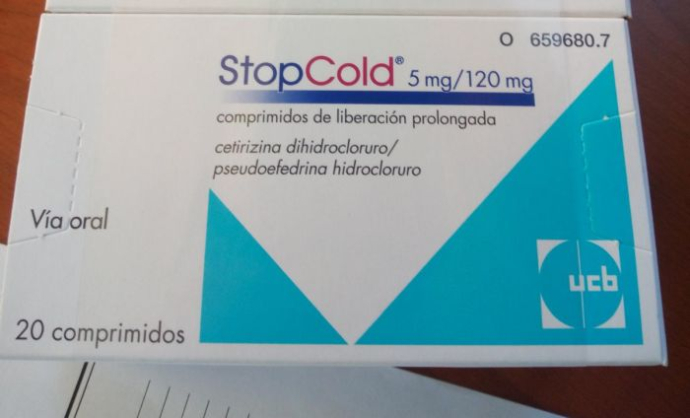 O 659680.7
StopCold® 5 mg/120 mg
comprimidos de liberación prolongada
cetirizina dihidrocloruro/
pseudoefedrina hidrocloruro
Vía oral
ucb
20 comprimidos